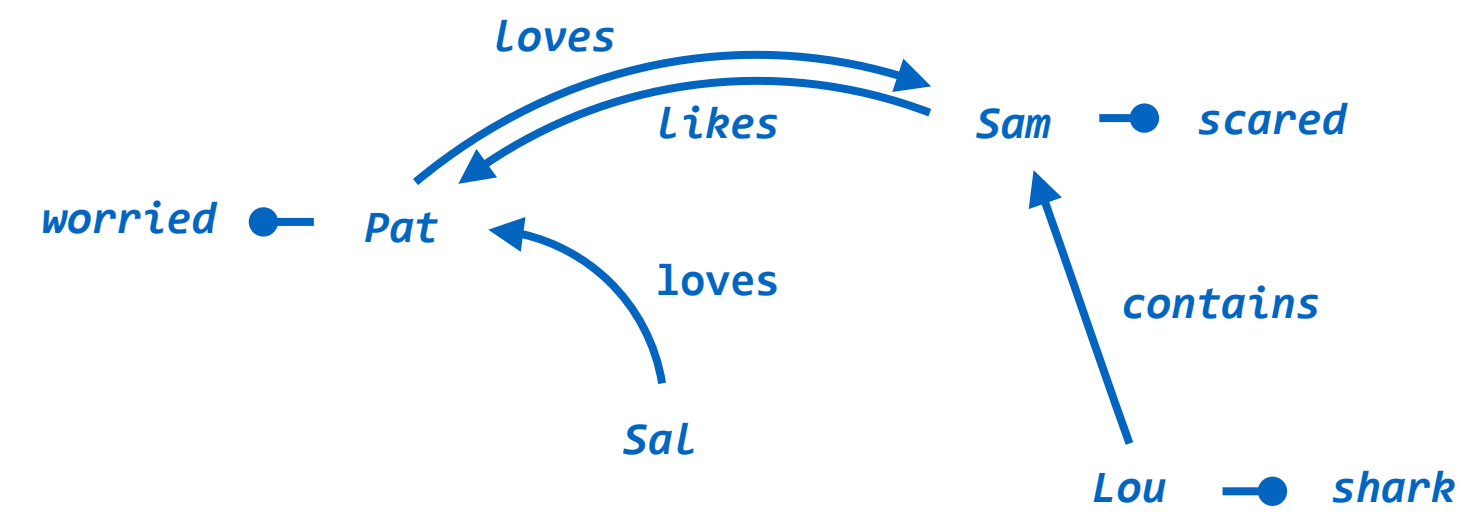 loves
likes
Sam
scared
worried
Pat
loves
contains
Sal
Lou
shark